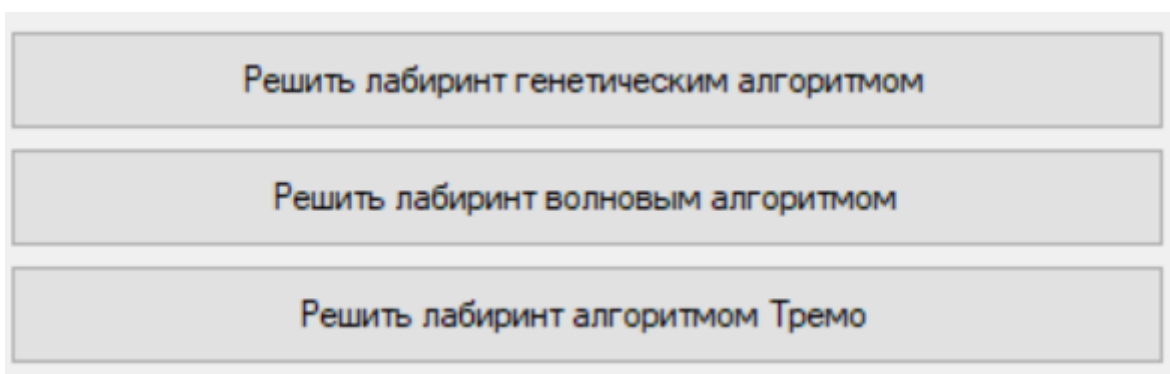 Решить лабиринт генетическим алгоритмом
Решить лабиринт волновым алгоритмом
Решить лабиринт алгоритмом Тремо